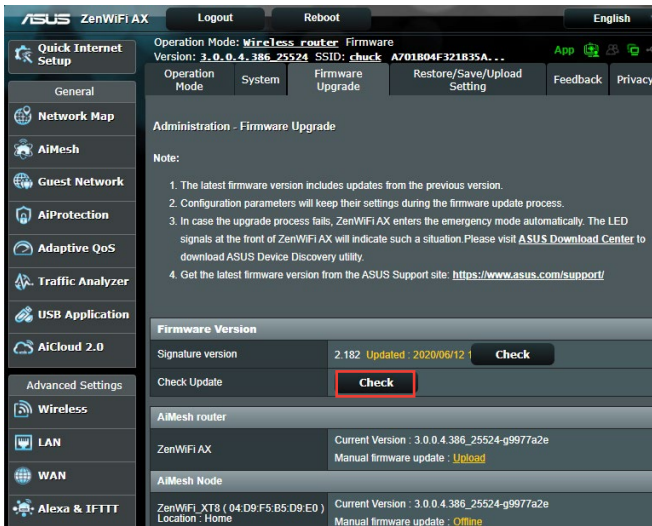 ASUS ZenWiFi AX Logout Reboot English
Quick Internet Setup
General
Network Map
AiMesh
Guest Network
AiProtection
Adaptive QoS
Traffic Analyzer
USB Application
AiCloud 2.0
Advanced Settings
Wireless
LAN
WAN
Alexa & IFTTT
Operation Mode: Wireless router Firmware
Version: 3.0.0.4.386_25524 SSID: chuck A701B04F321B35A...
App
Operation Mode System Firmware Upgrade Restore/Save/Upload Setting Feedback Privacy
Administration - Firmware Upgrade
Note:
1. The latest firmware version includes updates from the previous version.
2. Configuration parameters will keep their settings during the firmware update process.
3. In case the upgrade process fails, ZenWiFi AX enters the emergency mode automatically. The LED
signals at the front of ZenWiFi AX will indicate such a situation.Please visit ASUS Download Center to
download ASUS Device Discovery utility.
4. Get the latest firmware version from the ASUS Support site: https://www.asus.com/support/
Firmware Version
Signature version 2.182 Updated : 2020/06/12 1 Check
Check Update Check
AiMesh router
ZenWiFi AX
Current Version : 3.0.0.4.386_25524-g9977a2e
Manual firmware update : Upload
AiMesh Node
ZenWiFi_XT8 ( 04:D9:F5:B5:D9:E0 )
Location : Home
Current Version : 3.0.0.4.386_25524-g9977a2e
Manual firmware update : Offline